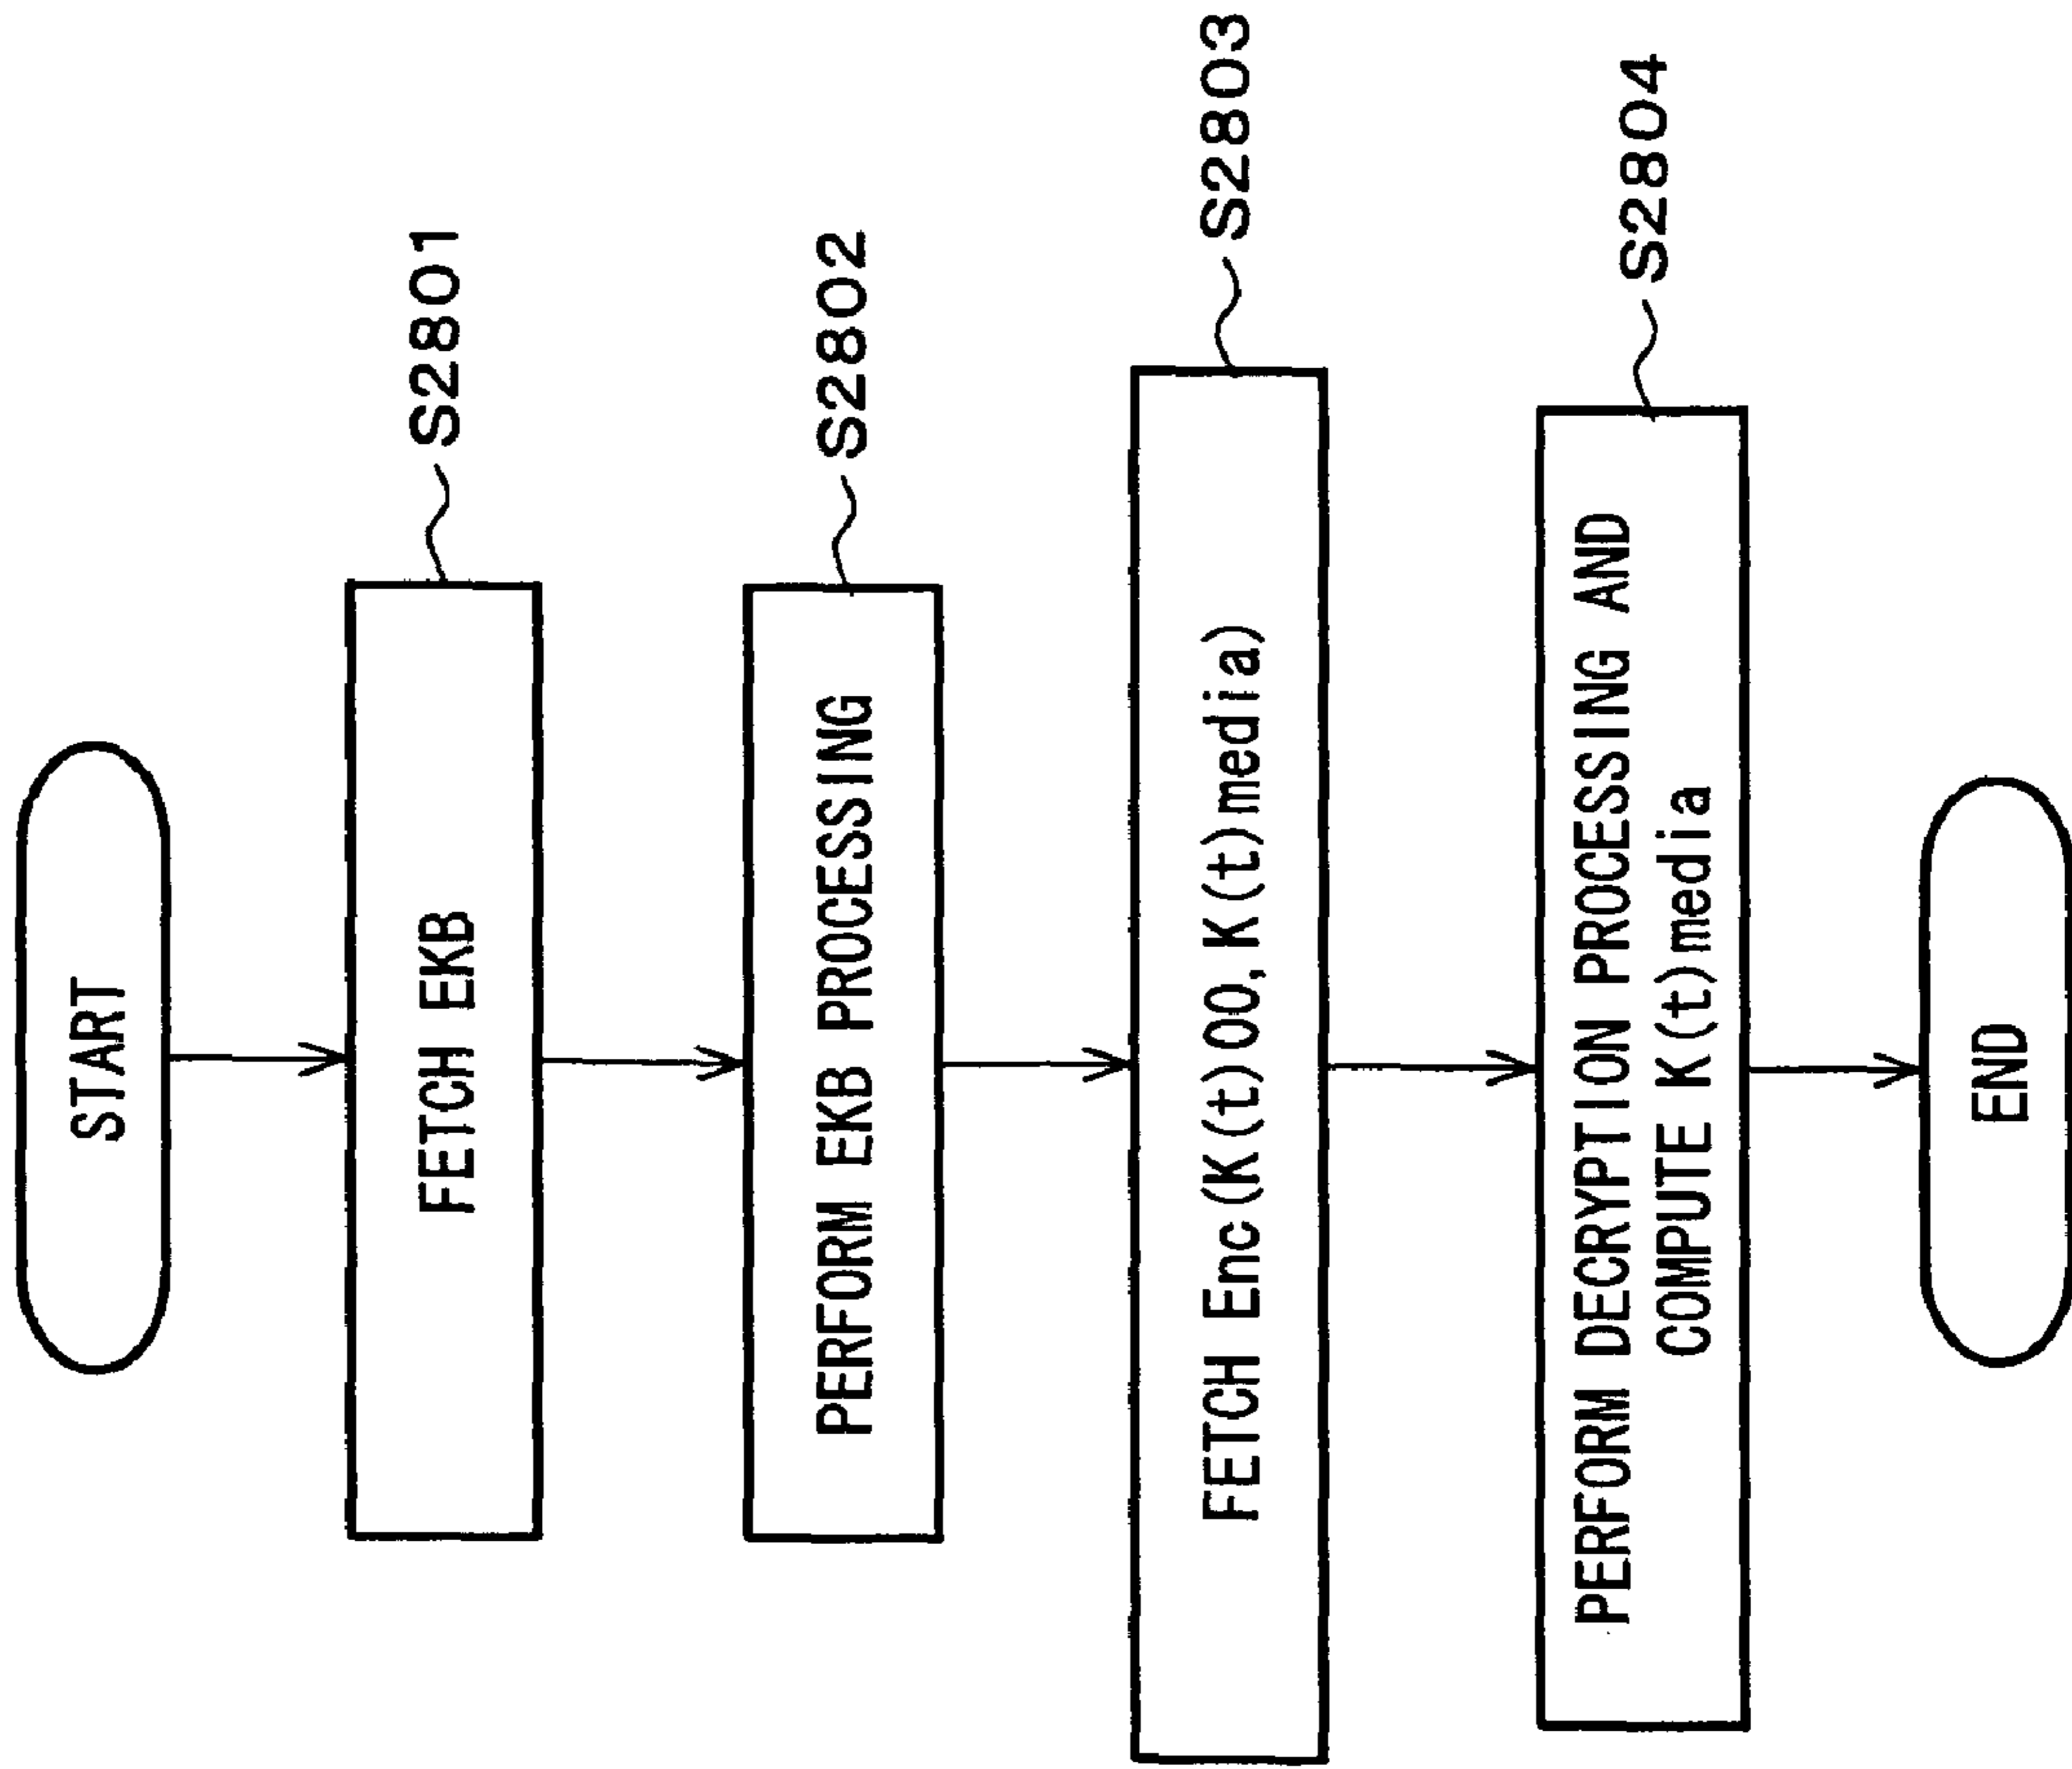 START
FETCH EKB
S2801
PERFORM EKB PROCESSING
S2802
FETCH Enc(K(t)00,K(t)media)
S2803
PERFORM DECRYPTION PROCESSING AND
COMPUTE K(t)media
S2804
END